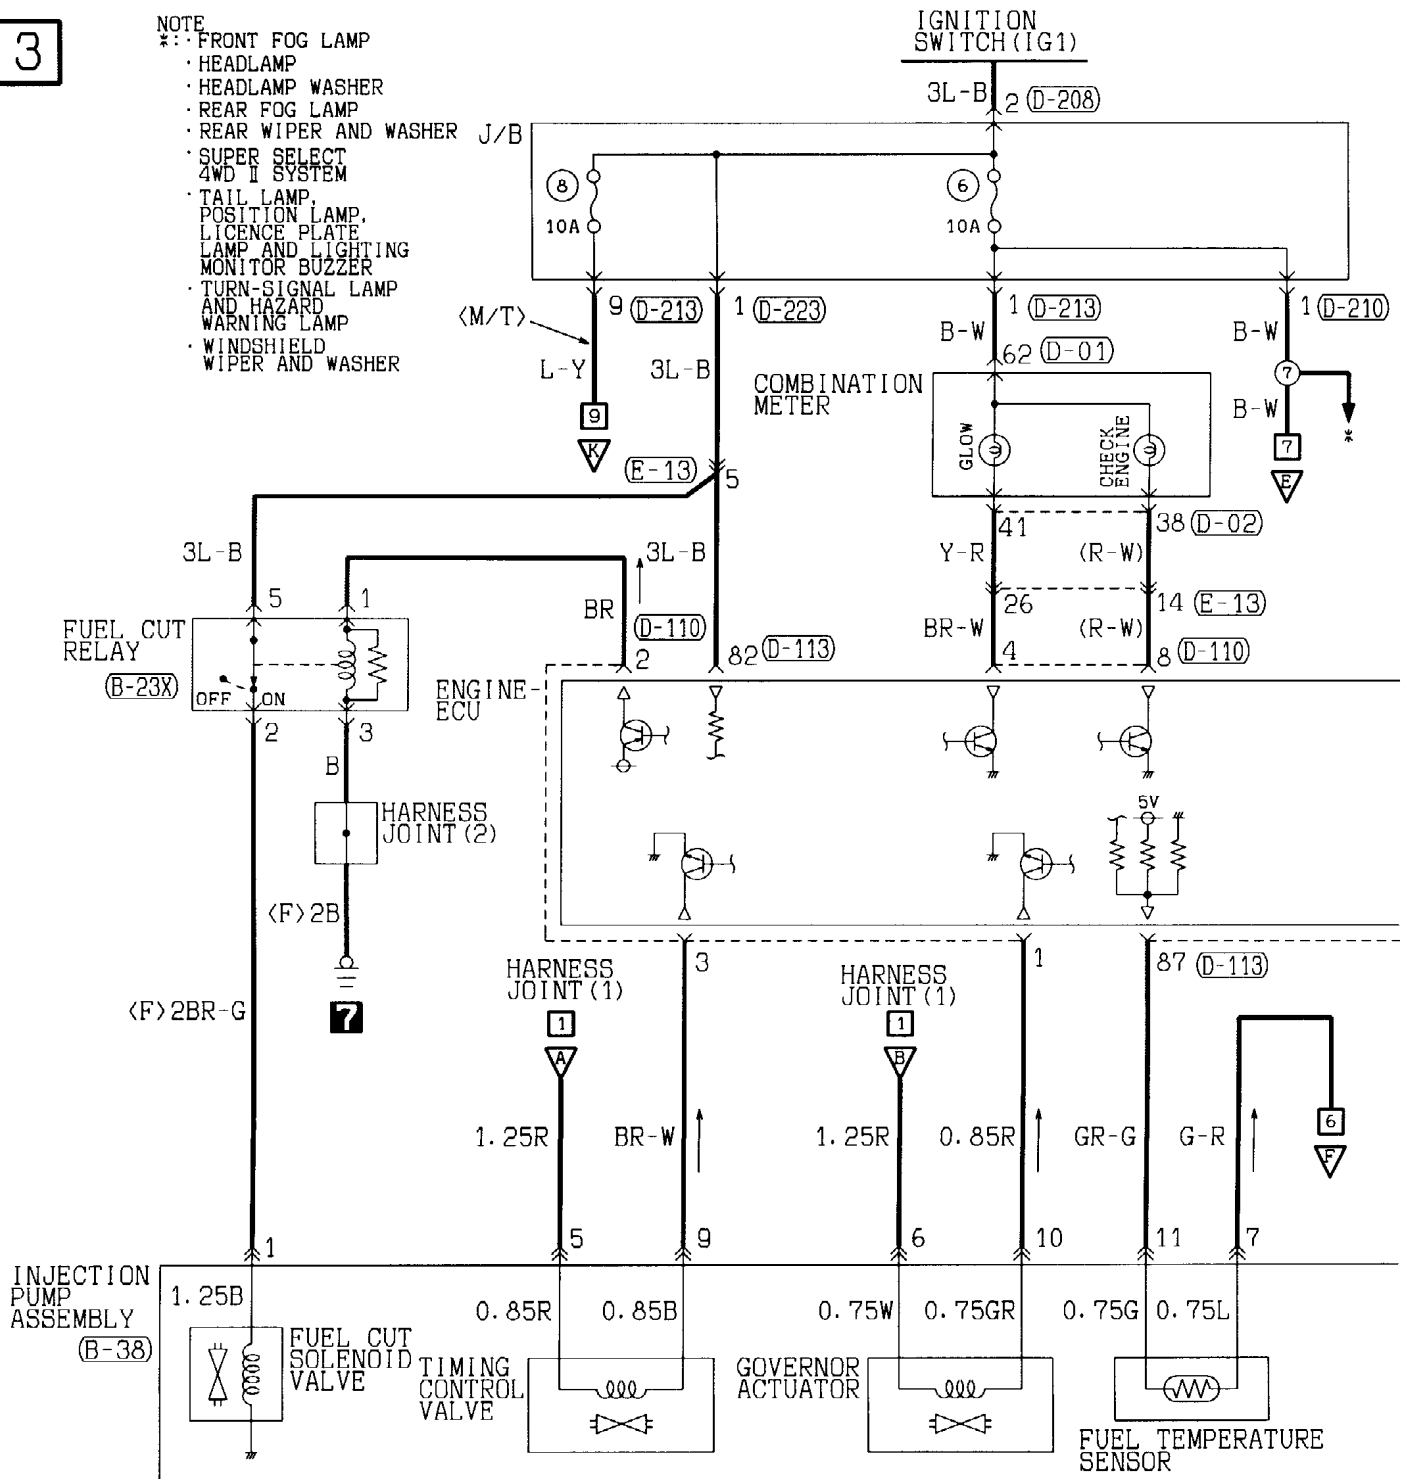 3
NOTE
*:· FRONT FOG LAMP
· HEADLAMP
· HEADLAMP WASHER
· REAR FOG LAMP
· REAR WIPER AND WASHER
· SUPER SELECT
4WD II SYSTEM
· TAIL LAMP,
POSITION LAMP,
LICENCE PLATE
LAMP AND LIGHTING
MONITOR BUZZER
· TURN-SIGNAL LAMP
AND HAZARD
WARNING LAMP
· WINDSHIELD
WIPER AND WASHER
IGNITION
SWITCH(IG1)
3L-B
2 (D-208)
J/B
8
10A
6
10A
9 (D-213)
1 (D-223)
1 (D-213)
1 (D-210)
<M/T>
L-Y
3L-B
B-W
B-W
62 (D-01)
9
K
COMBINATION
METER
GLOW
CHECK
ENGINE
7
B-W
*
7
E
(E-13)
5
41
38 (D-02)
Y-R
(R-W)
26
14 (E-13)
BR-W
(R-W)
4
8 (D-110)
3L-B
3L-B
BR
(D-110)
2
82 (D-113)
5
1
FUEL CUT
RELAY
(B-23X)
OFF
ON
2
3
ENGINE-
ECU
B
HARNESS
JOINT(2)
<F>2B
7
<F>2BR-G
5V
3
1
87 (D-113)
HARNESS
JOINT(1)
1
A
HARNESS
JOINT(1)
1
B
1.25R
BR-W
1.25R
0.85R
GR-G
G-R
6
F
1
5
9
6
10
11
7
INJECTION
PUMP
ASSEMBLY
(B-38)
1.25B
0.85R
0.85B
0.75W
0.75GR
0.75G
0.75L
FUEL CUT
SOLENOID
VALVE
TIMING
CONTROL
VALVE
GOVERNOR
ACTUATOR
FUEL TEMPERATURE
SENSOR